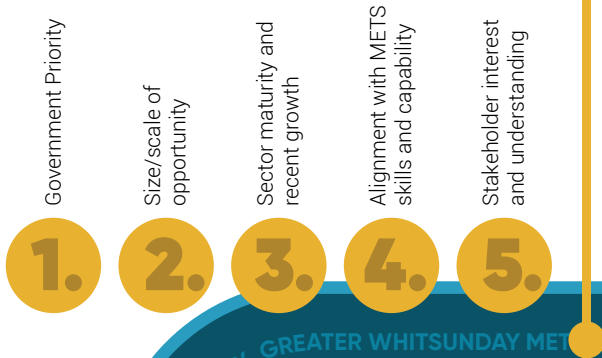 Government Priority
Size/scale of
opportunity
Sector maturity and
recent growth
Alignment with METS
skills and capability
Stakeholder interest
and understanding
1.
2.
3.
4.
5.
GREATER WHITSUNDAY MET